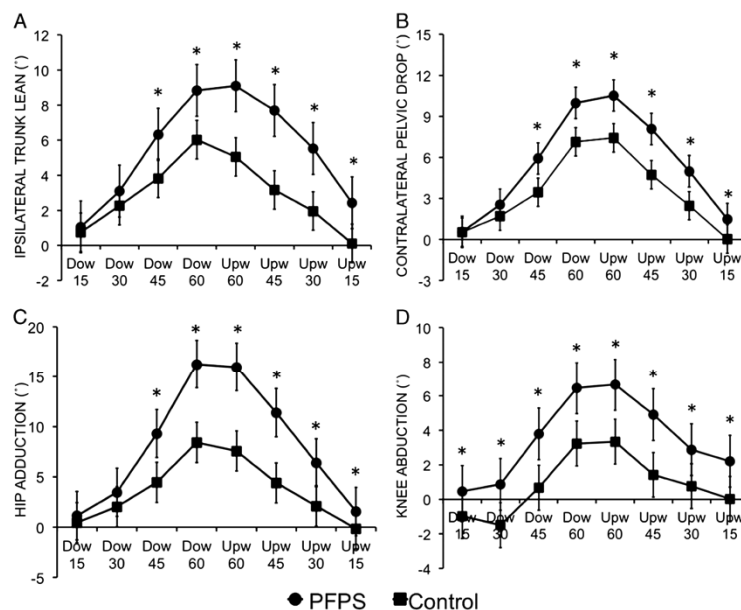 A
IPSILATERAL TRUNK LEAN (˚)
12
10
8
6
4
2
0
-2
* * * * * *
Dow Dow Dow Dow Upw Upw Upw Upw
15 30 45 60 60 45 30 15
B
CONTRALATERAL PELVIC DROP (˚)
15
12
9
6
3
0
-3
* * * * * *
Dow Dow Dow Dow Upw Upw Upw Upw
15 30 45 60 60 45 30 15
C
HIP ADDUCTION (˚)
20
15
10
5
0
-5
* * * * * *
Dow Dow Dow Dow Upw Upw Upw Upw
15 30 45 60 60 45 30 15
D
KNEE ABDUCTION (˚)
10
8
6
4
2
0
-2
-4
* * * * * * * *
Dow Dow Dow Dow Upw Upw Upw Upw
15 30 45 60 60 45 30 15
PFPS Control